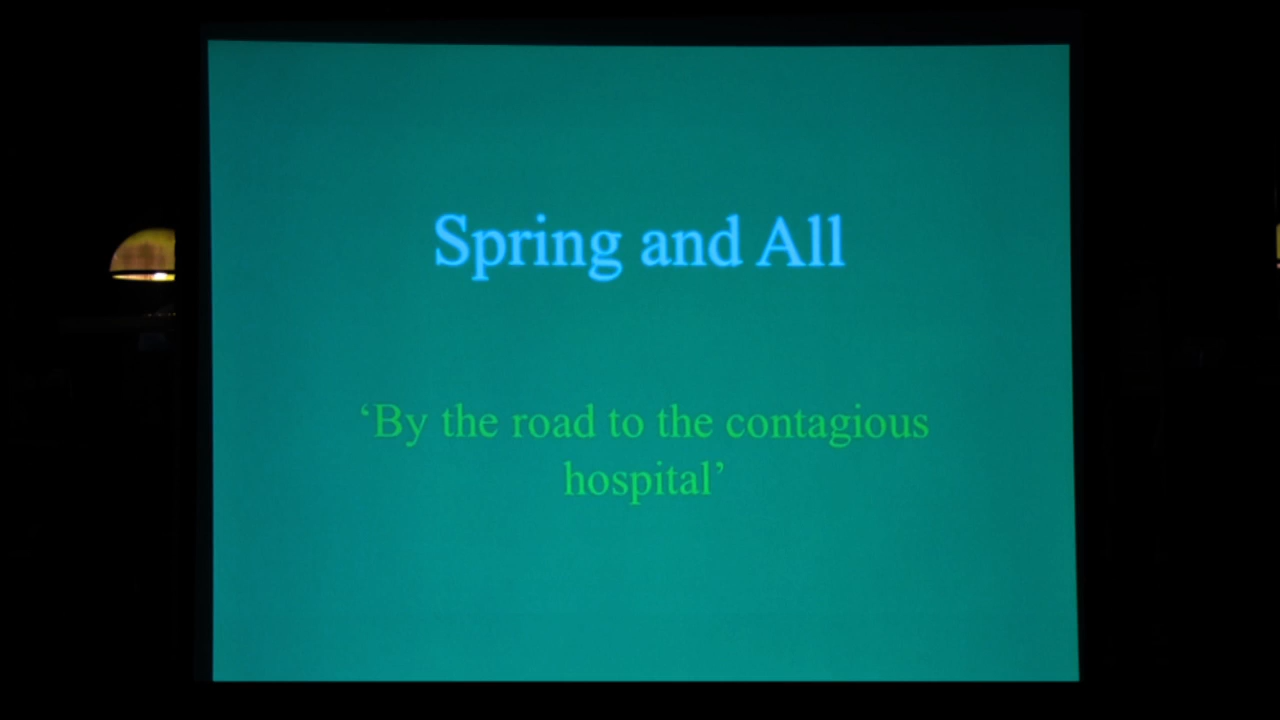 Spring and All
‘By the road to the contagious
hospital’